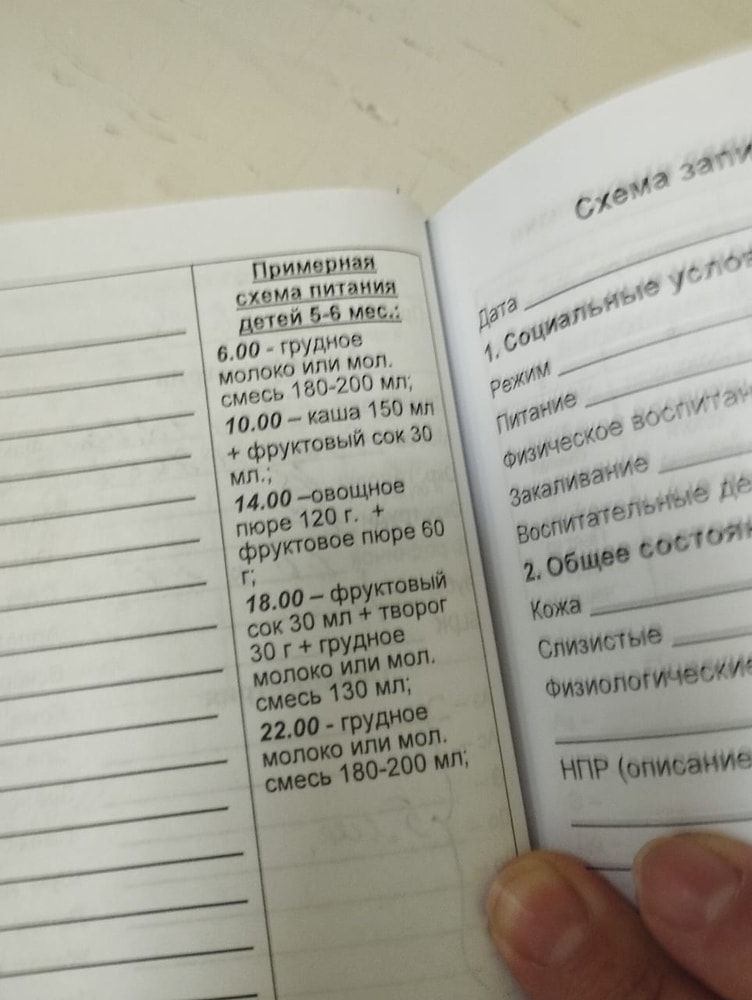 Примерная
схема питания
детей 5-6 мес.:
6.00 - грудное
молоко или мол.
смесь 180-200 мл;
10.00 – каша 150 мл
+ фруктовый сок 30
мл.;
14.00 –овощное
пюре 120 г. +
фруктовое пюре 60
г;
18.00 – фруктовый
сок 30 мл + творог
30 г + грудное
молоко или мол.
смесь 130 мл;
22.00 - грудное
молоко или мол.
смесь 180-200 мл;
Схема запи
Дата
1. Социальные усло
Режим
Питание
Физическое воспитан
Закаливание
Воспитательные де
2. Общее состоян
Кожа
Слизистые
Физиологические
НПР (описание